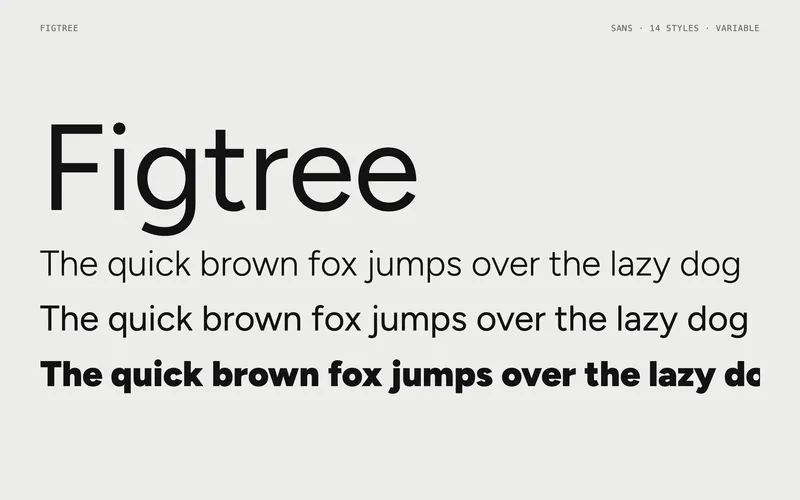 FIGTREE
SANS · 14 STYLES · VARIABLE
Figtree
The quick brown fox jumps over the lazy dog
The quick brown fox jumps over the lazy dog
The quick brown fox jumps over the lazy